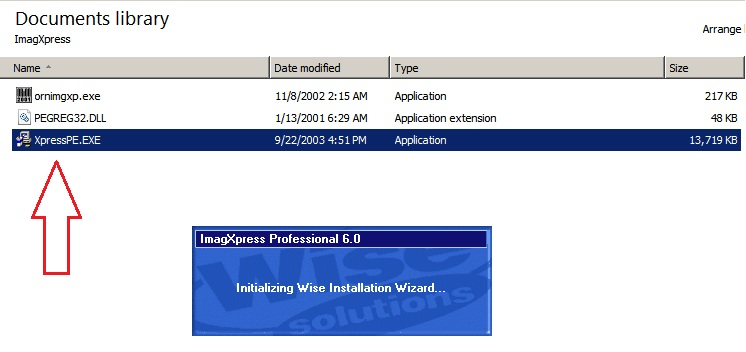 Documents library
ImagXpress
Arrange
Name Date modified Type Size
ornimgxp.exe 11/8/2002 2:15 AM Application 217 KB
PEGREG32.DLL 1/13/2001 6:29 AM Application extension 48 KB
XpressPE.EXE 9/22/2003 4:51 PM Application 13,719 KB
ImagXpress Professional 6.0
Wise
Initializing Wise Installation Wizard...
solutions